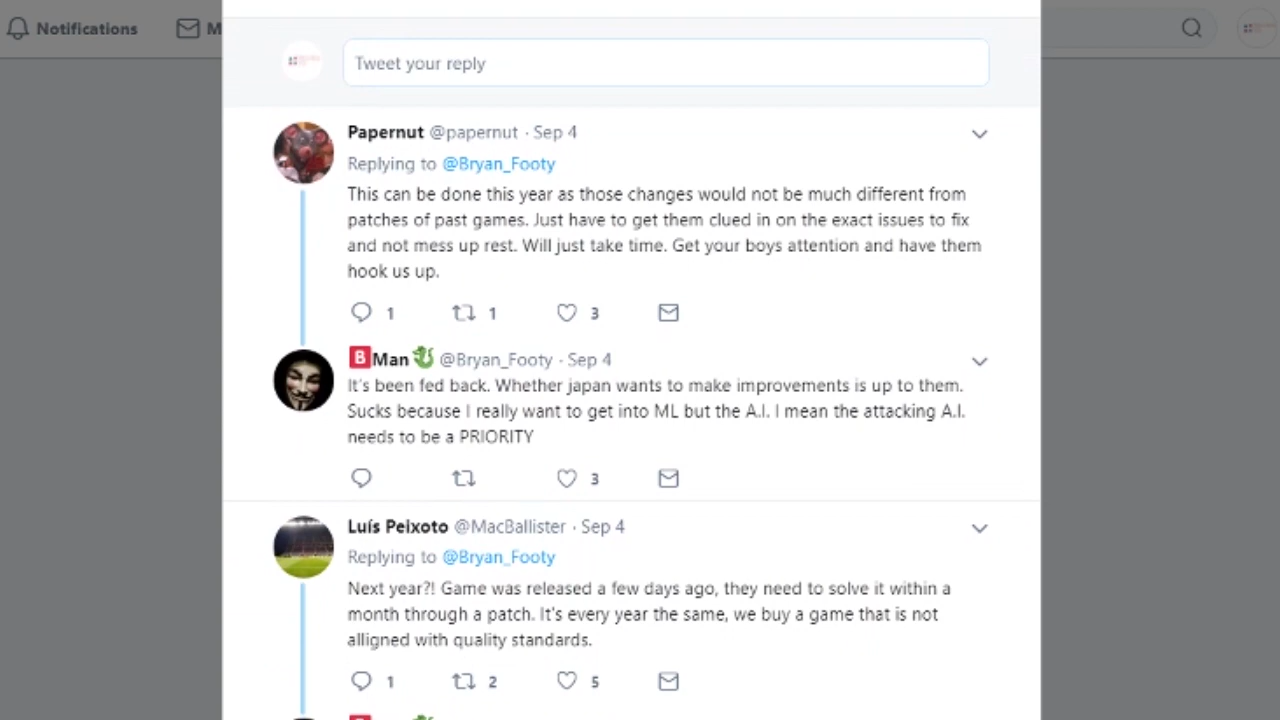 Notifications M
Tweet your reply
Papernut @papernut · Sep 4
Replying to @Bryan_Footy
This can be done this year as those changes would not be much different from
patches of past games. Just have to get them clued in on the exact issues to fix
and not mess up rest. Will just take time. Get your boys attention and have them
hook us up.
1 1 3
🅱Man🐉 @Bryan_Footy · Sep 4
It's been fed back. Whether japan wants to make improvements is up to them.
Sucks because I really want to get into ML but the A.I. I mean the attacking A.I.
needs to be a PRIORITY
3
Luís Peixoto @MacBallister · Sep 4
Replying to @Bryan_Footy
Next year?! Game was released a few days ago, they need to solve it within a
month through a patch. It's every year the same, we buy a game that is not
alligned with quality standards.
1 2 5